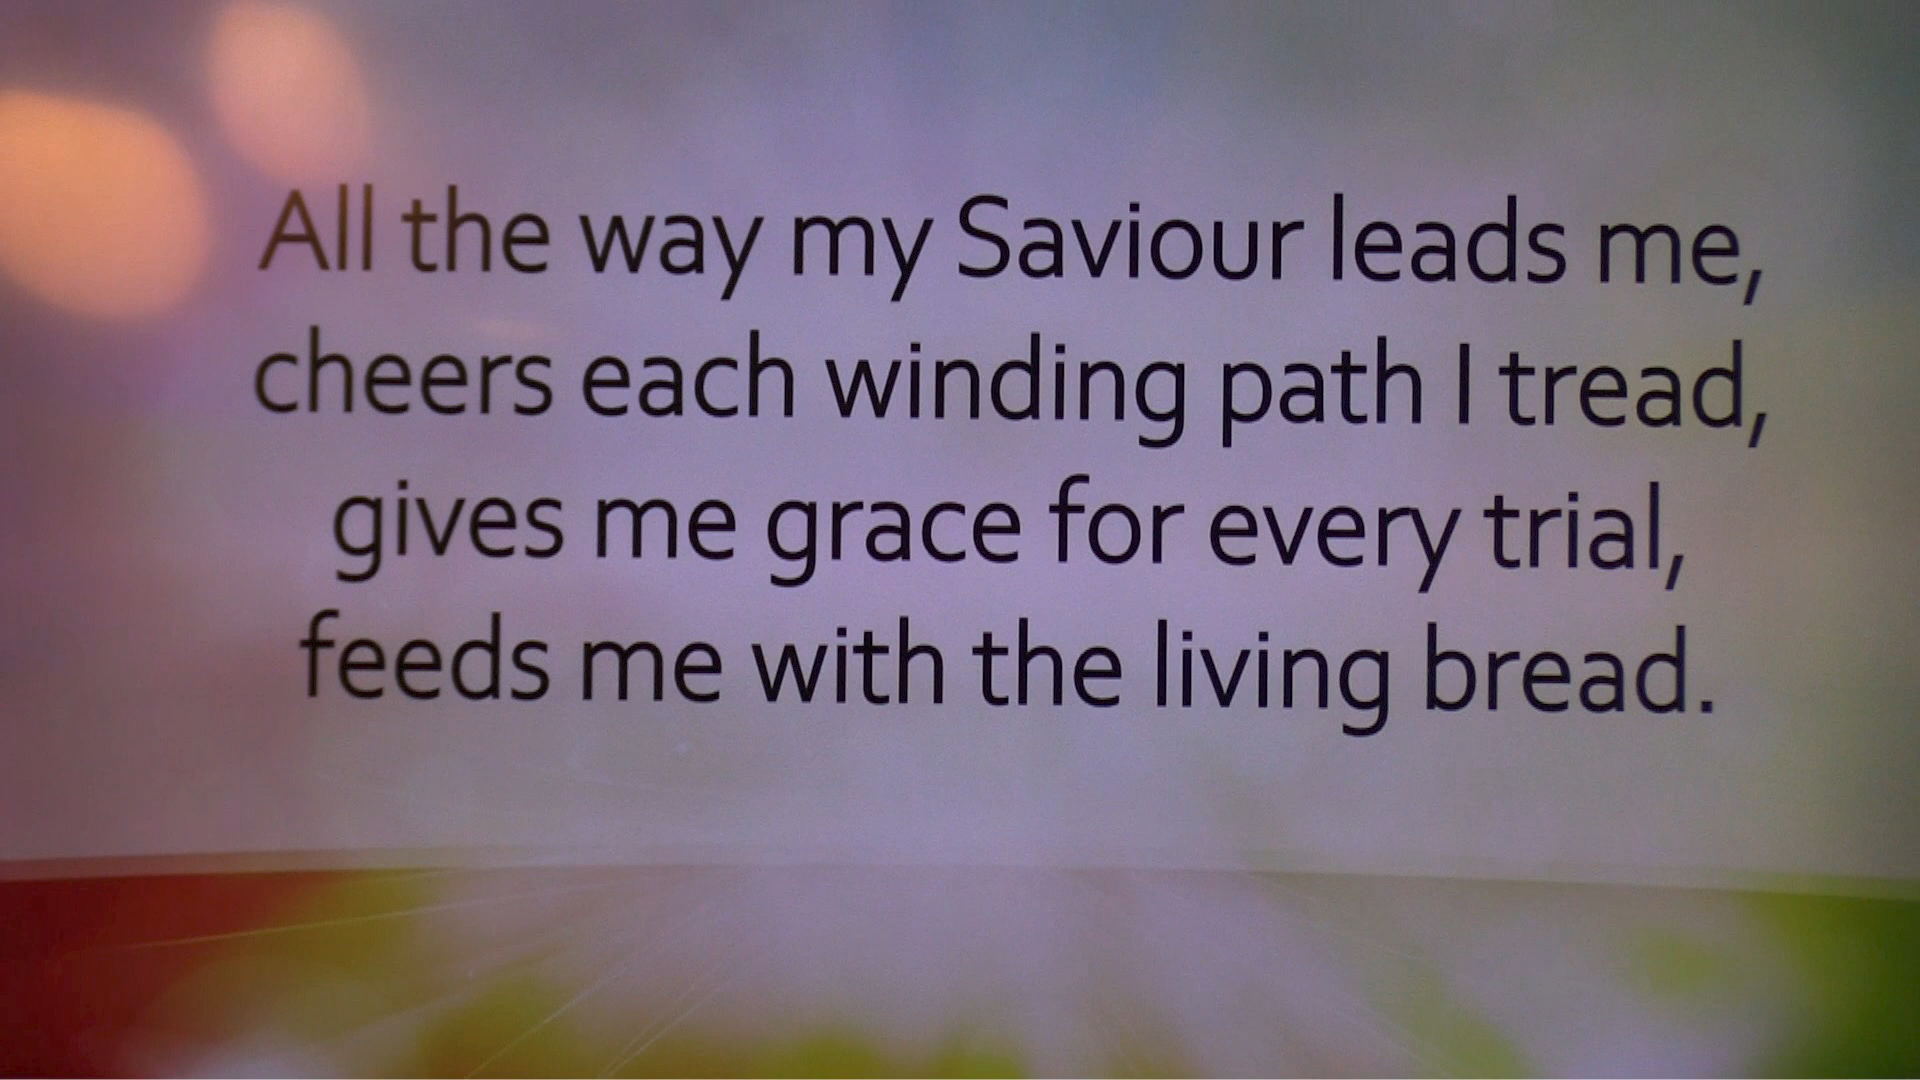 All the way my Saviour leads me,
cheers each winding path I tread,
gives me grace for every trial,
feeds me with the living bread.